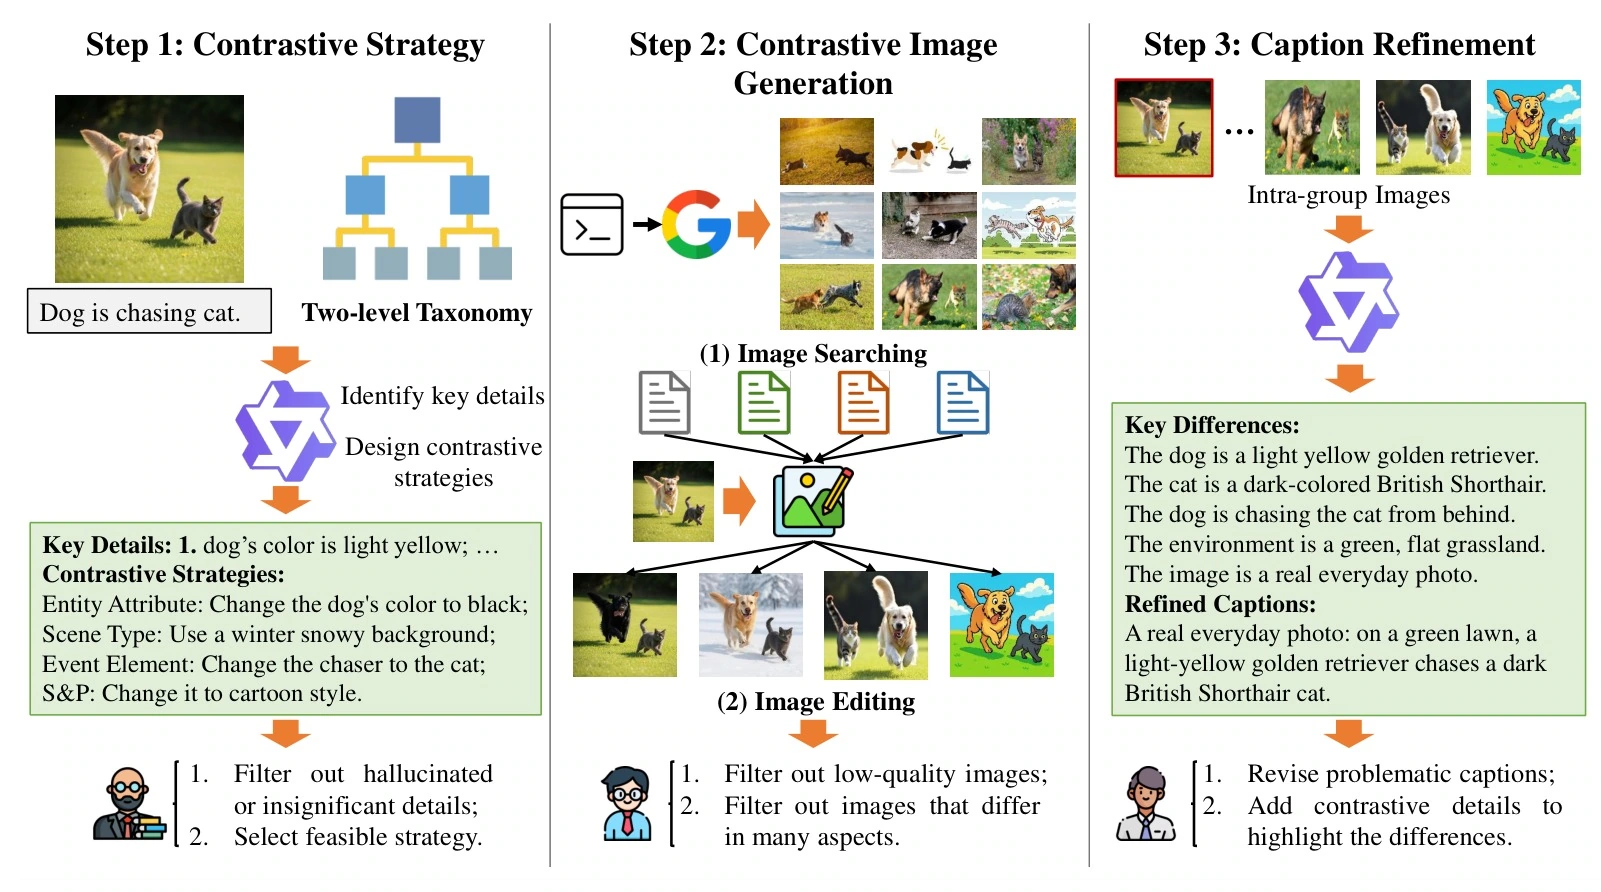 Step 1: Contrastive Strategy
Dog is chasing cat.
Two-level Taxonomy
Identify key details
Design contrastive
strategies
Key Details: 1. dog's color is light yellow; …
Contrastive Strategies:
Entity Attribute: Change the dog's color to black;
Scene Type: Use a winter snowy background;
Event Element: Change the chaser to the cat;
S&P: Change it to cartoon style.
1. Filter out hallucinated
or insignificant details;
2. Select feasible strategy.
Step 2: Contrastive Image
Generation
(1) Image Searching
(2) Image Editing
1. Filter out low-quality images;
2. Filter out images that differ
in many aspects.
Step 3: Caption Refinement
...
Intra-group Images
Key Differences:
The dog is a light yellow golden retriever.
The cat is a dark-colored British Shorthair.
The dog is chasing the cat from behind.
The environment is a green, flat grassland.
The image is a real everyday photo.
Refined Captions:
A real everyday photo: on a green lawn, a
light-yellow golden retriever chases a dark
British Shorthair cat.
1. Revise problematic captions;
2. Add contrastive details to
highlight the differences.